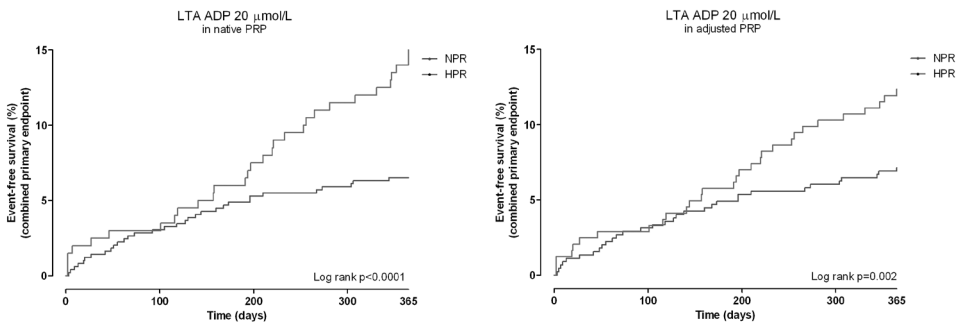 LTA ADP 20 μmol/L
in native PRP
15
10
5
0
Event-free survival (%)
(combined primary endpoint)
NPR
HPR
Log rank p<0.0001
0
100
200
300
365
Time (days)
LTA ADP 20 μmol/L
in adjusted PRP
15
10
5
0
Event-free survival (%)
(combined primary endpoint)
NPR
HPR
Log rank p=0.002
0
100
200
300
365
Time (days)